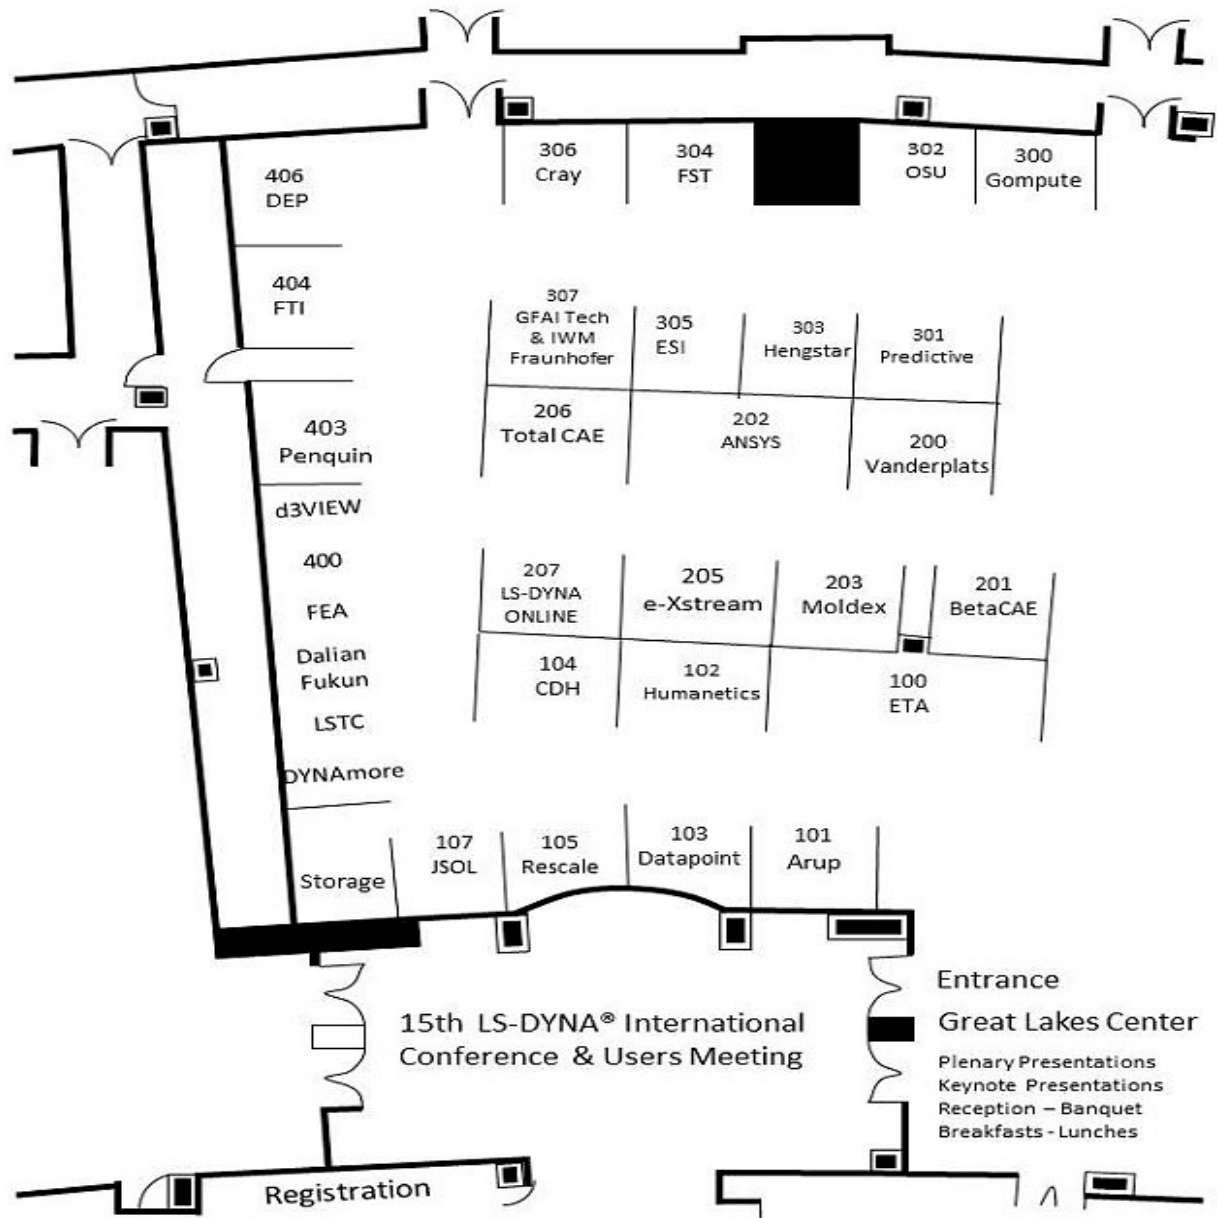 306
Cray
304
FST
302
OSU
300
Gompute
406
DEP
404
FTI
307
GFAI Tech
& IWM
Fraunhofer
305
ESI
303
Hengstar
301
Predictive
206
Total CAE
202
ANSYS
200
Vanderplats
403
Penquin
d3VIEW
400
FEA
Dalian
Fukun
LSTC
DYNAmore
207
LS-DYNA
ONLINE
205
e-Xstream
203
Moldex
201
BetaCAE
104
CDH
102
Humanetics
100
ETA
Storage
107
JSOL
105
Rescale
103
Datapoint
101
Arup
15th LS-DYNA® International
Conference & Users Meeting
Entrance
Great Lakes Center
Plenary Presentations
Keynote Presentations
Reception – Banquet
Breakfasts - Lunches
Registration